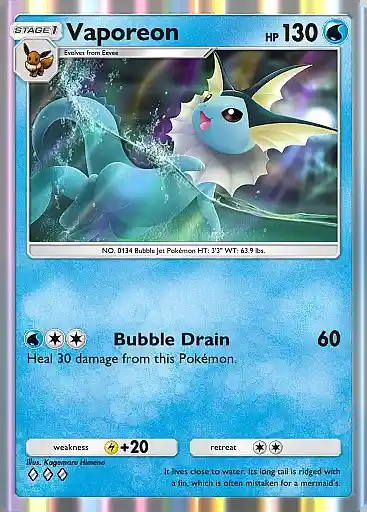 STAGE 1
Vaporeon
HP 130
Evolves from Eevee
NO. 0134 Bubble Jet Pokémon HT: 3'3" WT: 63.9 lbs.
Bubble Drain 60
Heal 30 damage from this Pokémon.
weakness +20
retreat
Illus. Kagemaru Himeno
It lives close to water. Its long tail is ridged with
a fin, which is often mistaken for a mermaid's.